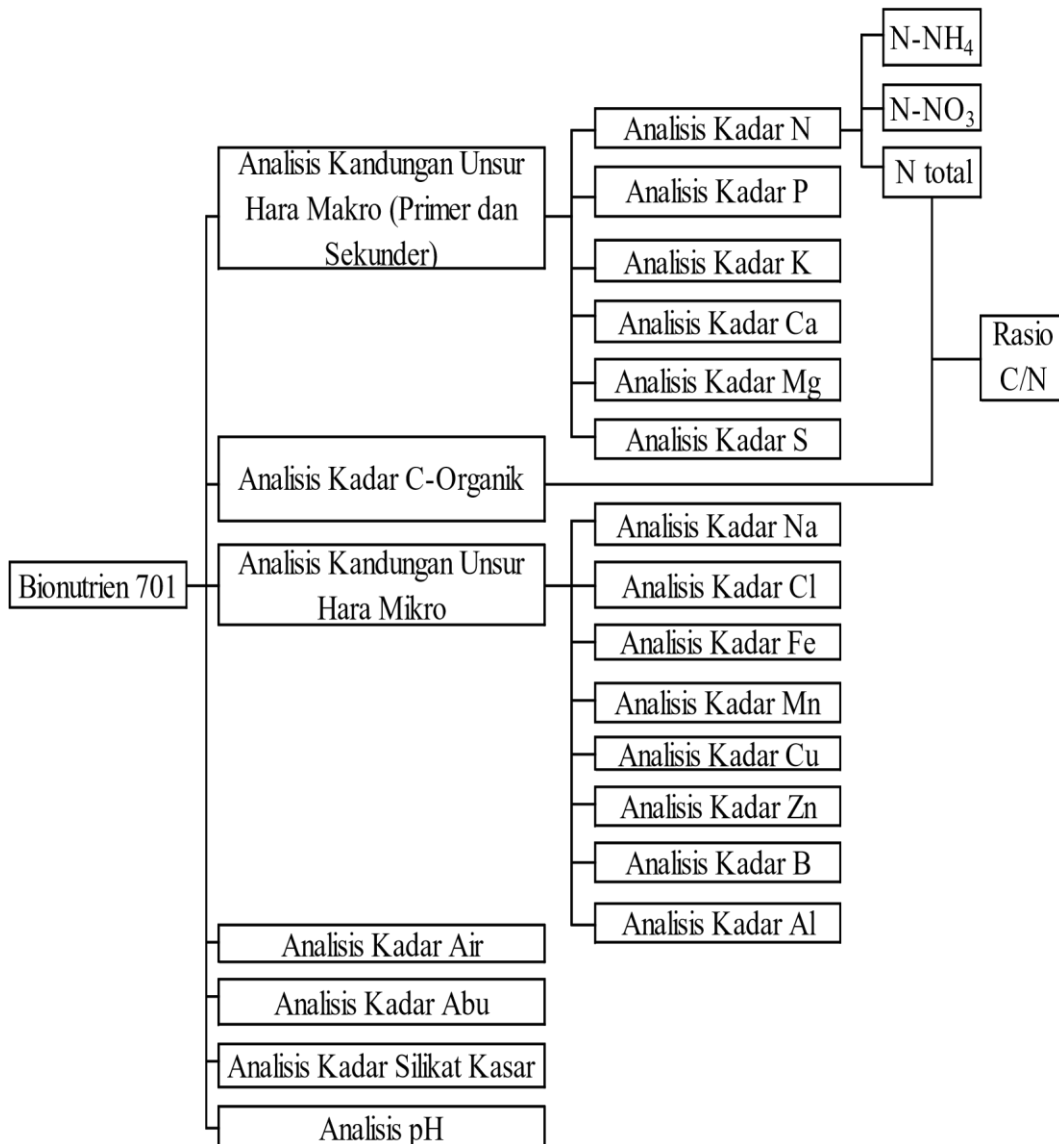 Bionutrien 701
Analisis Kandungan Unsur
Hara Makro (Primer dan
Sekunder)
Analisis Kadar N
N-NH₄
N-NO₃
N total
Analisis Kadar P
Analisis Kadar K
Analisis Kadar Ca
Analisis Kadar Mg
Analisis Kadar S
Analisis Kadar C-Organik
Rasio
C/N
Analisis Kandungan Unsur
Hara Mikro
Analisis Kadar Na
Analisis Kadar Cl
Analisis Kadar Fe
Analisis Kadar Mn
Analisis Kadar Cu
Analisis Kadar Zn
Analisis Kadar B
Analisis Kadar Al
Analisis Kadar Air
Analisis Kadar Abu
Analisis Kadar Silikat Kasar
Analisis pH